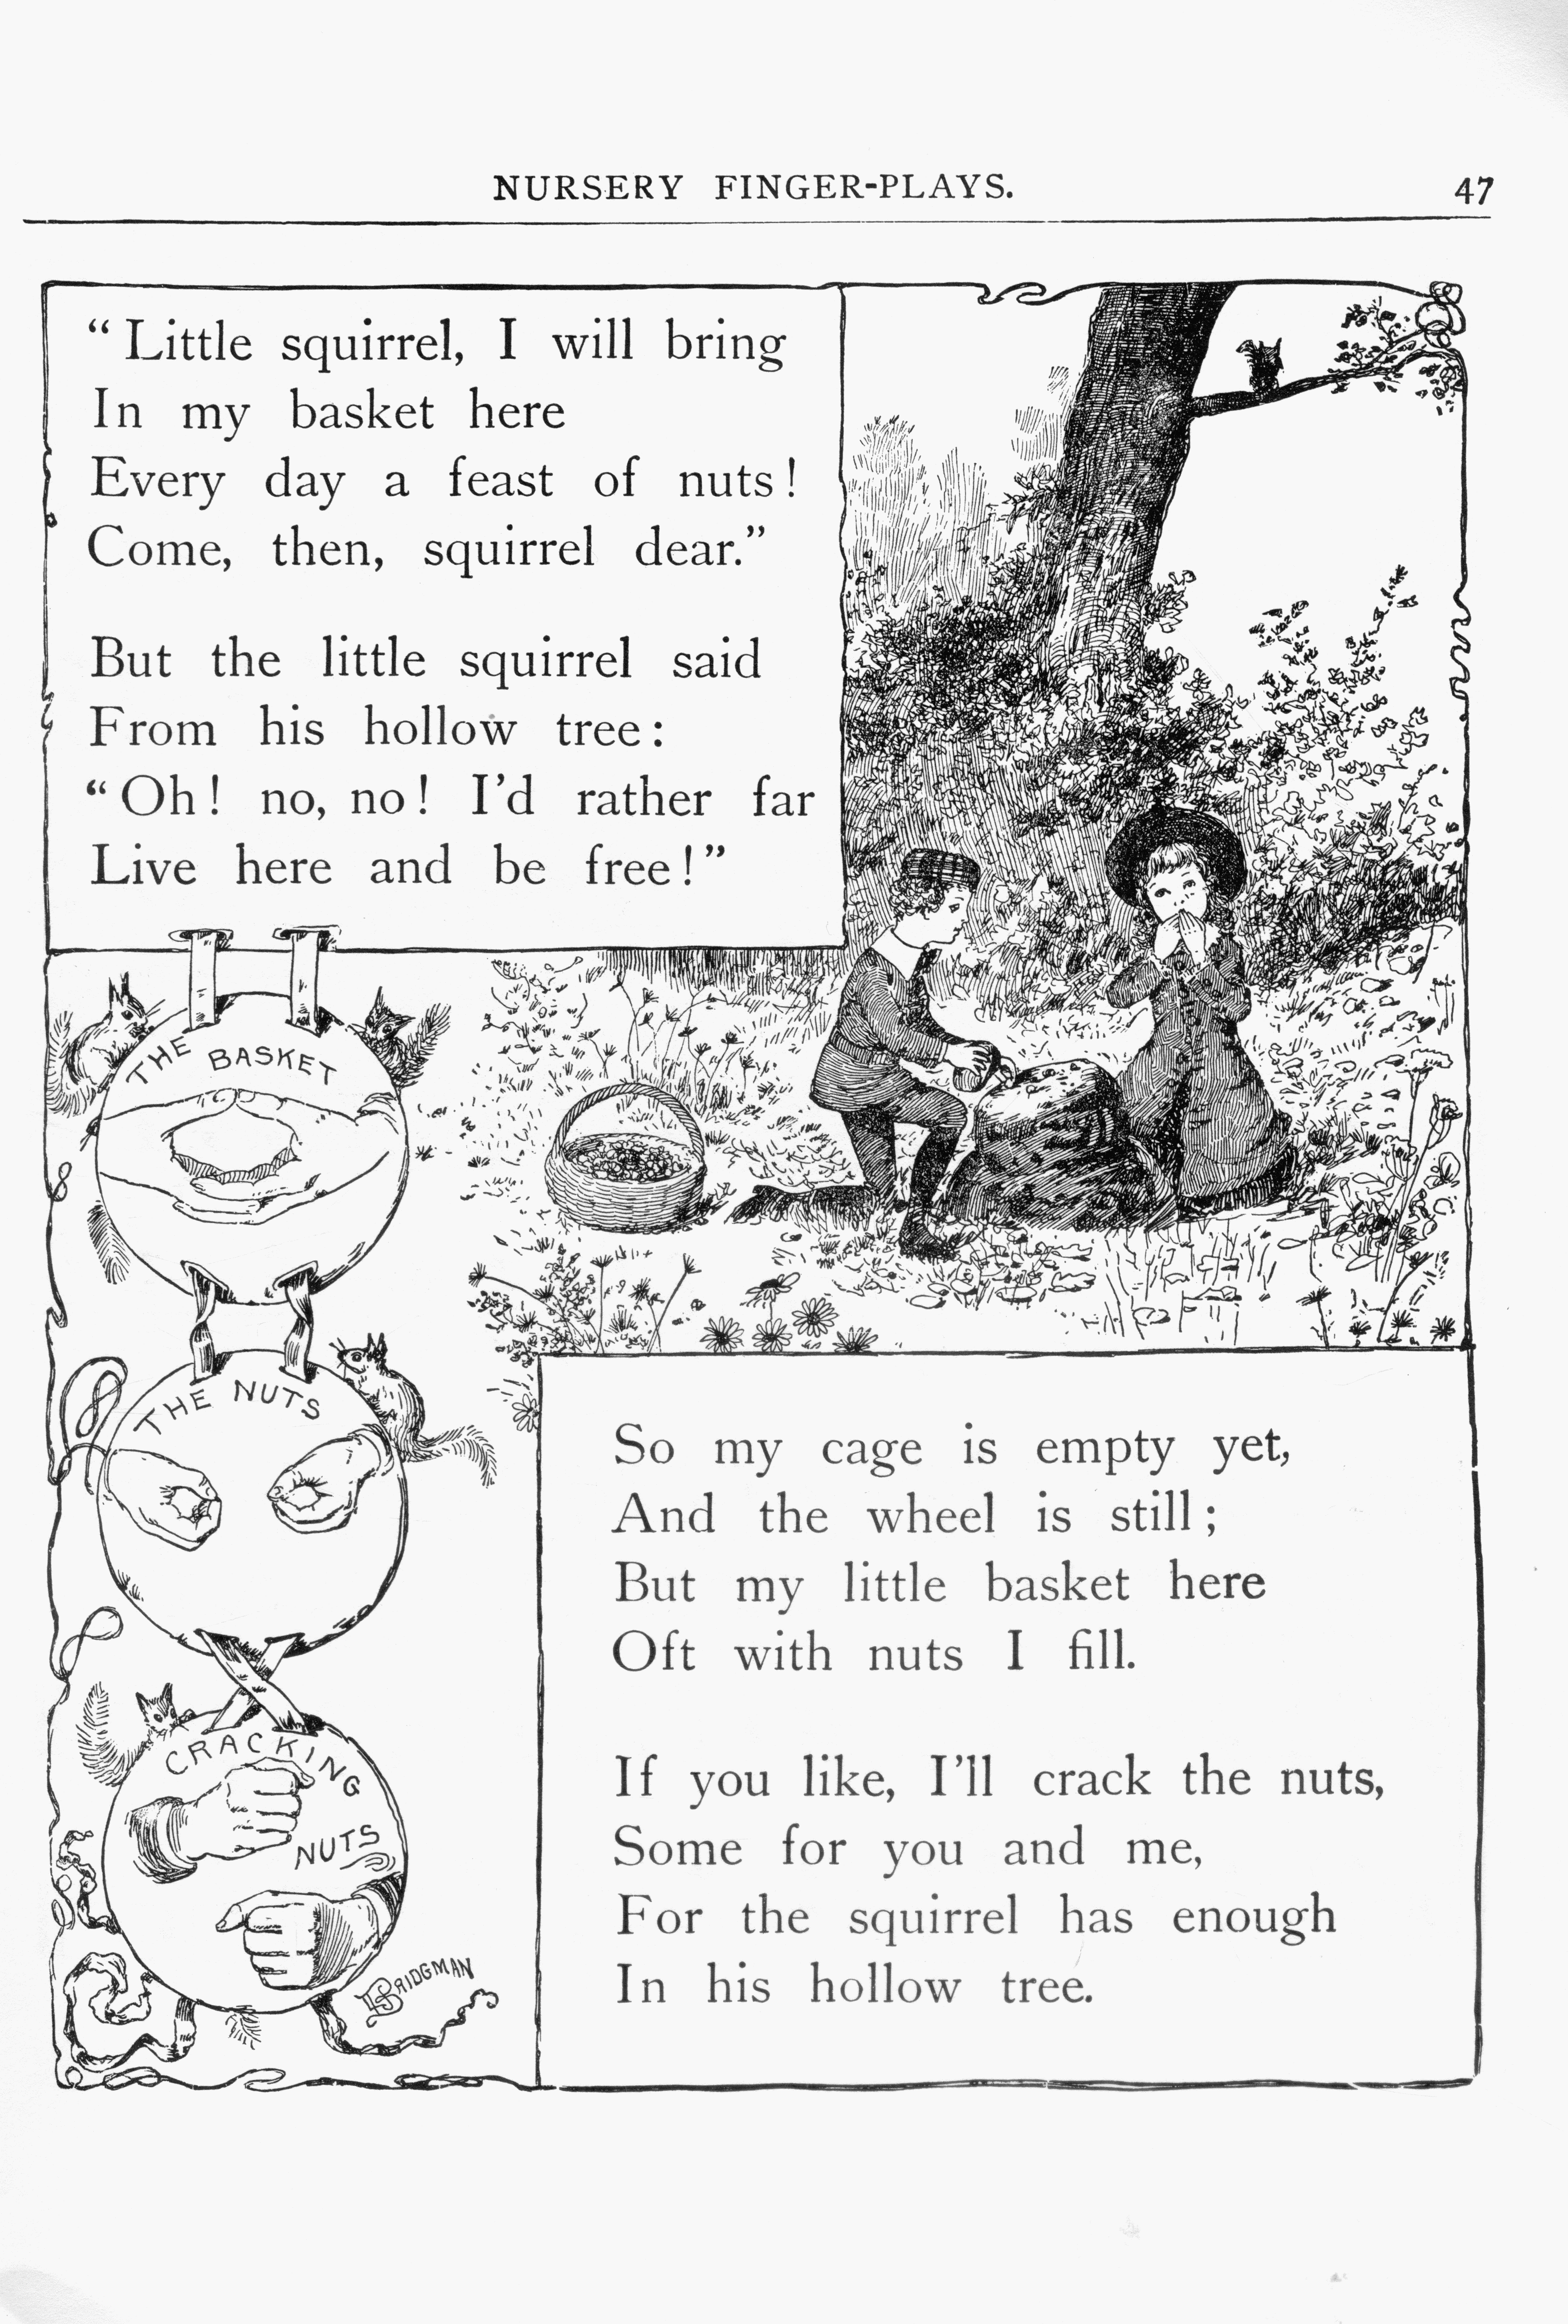 NURSERY FINGER-PLAYS.
47
“Little squirrel, I will bring
In my basket here
Every day a feast of nuts!
Come, then, squirrel dear.”
But the little squirrel said
From his hollow tree:
“Oh! no, no! I’d rather far
Live here and be free!”
THE BASKET
THE NUTS
CRACKING
NUTS
BRIDGMAN
So my cage is empty yet,
And the wheel is still;
But my little basket here
Oft with nuts I fill.
If you like, I’ll crack the nuts,
Some for you and me,
For the squirrel has enough
In his hollow tree.